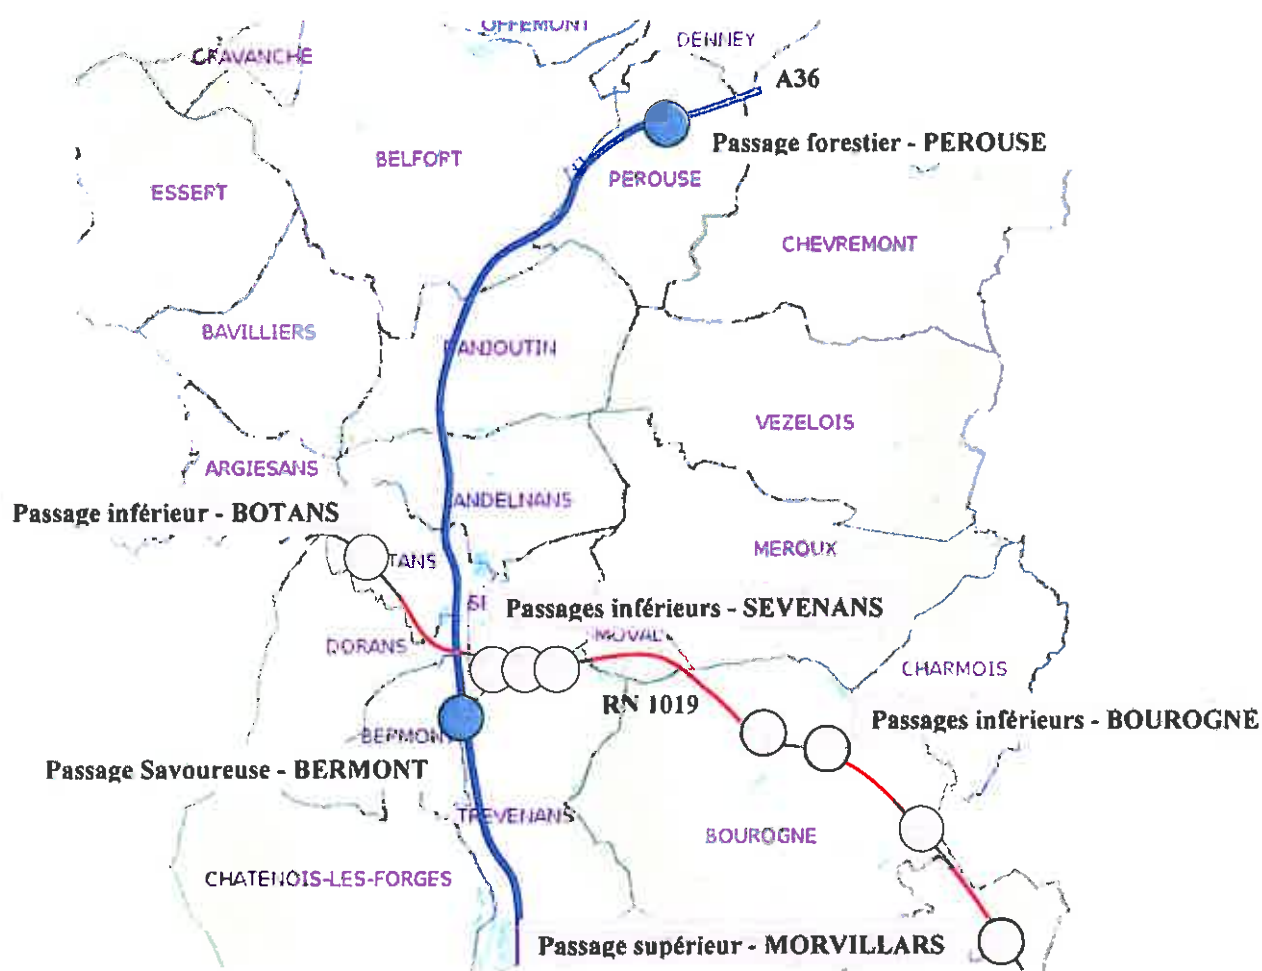 OFFEMONT
DENNEY
CRAVANCHE
A36
Passage forestier - PEROUSE
BELFORT
PEROUSE
ESSERT
CHEVREMONT
BAVILLIERS
ANJOUTIN
VEZELOIS
ARGIESANS
ANDELNANS
Passage inférieur - BOTANS
MEROUX
TANS
SE
Passages inférieurs - SEVENANS
MOVAL
DORANS
CHARMOIS
RN 1019
Passages inférieurs - BOUROGNE
BERMON
Passage Savoureuse - BERMONT
TREVENANS
BOUROGNE
CHATENOIS-LES-FORGES
Passage supérieur - MORVILLARS